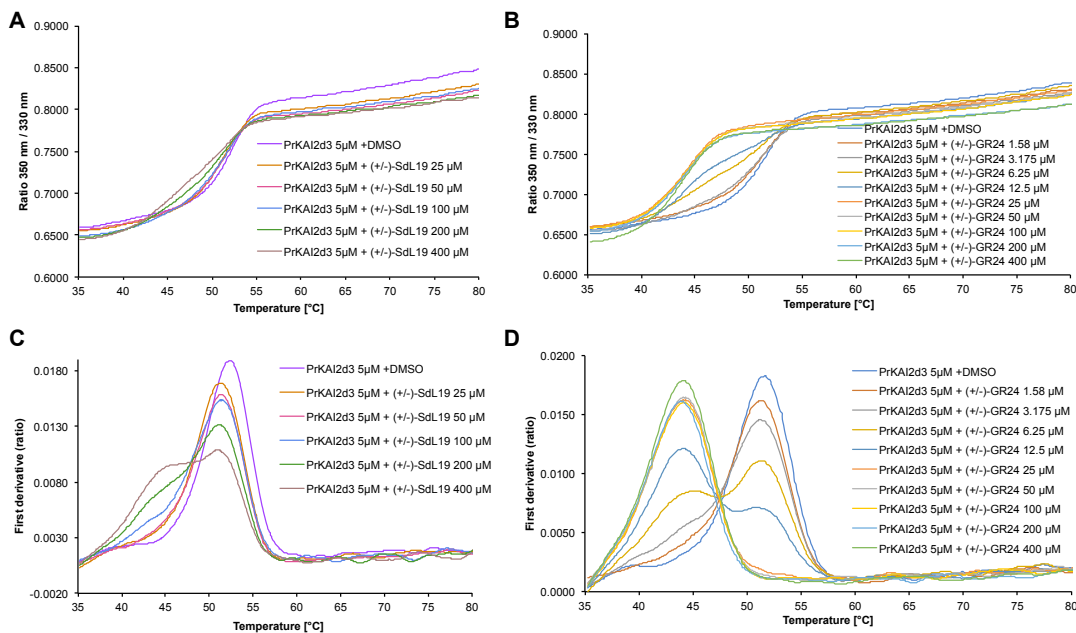 A
0.9000
0.8500
0.8000
0.7500
0.7000
0.6500
0.6000
Ratio 350 nm / 330 nm
PrKAI2d3 5µM +DMSO
PrKAI2d3 5µM + (+/-)-SdL19 25 µM
PrKAI2d3 5µM + (+/-)-SdL19 50 µM
PrKAI2d3 5µM + (+/-)-SdL19 100 µM
PrKAI2d3 5µM + (+/-)-SdL19 200 µM
PrKAI2d3 5µM + (+/-)-SdL19 400 µM
35 40 45 50 55 60 65 70 75 80
Temperature [°C]
B
0.9000
0.8500
0.8000
0.7500
0.7000
0.6500
0.6000
Ratio 350 nm / 330 nm
PrKAI2d3 5µM +DMSO
PrKAI2d3 5µM + (+/-)-GR24 1.58 µM
PrKAI2d3 5µM + (+/-)-GR24 3.175 µM
PrKAI2d3 5µM + (+/-)-GR24 6.25 µM
PrKAI2d3 5µM + (+/-)-GR24 12.5 µM
PrKAI2d3 5µM + (+/-)-GR24 25 µM
PrKAI2d3 5µM + (+/-)-GR24 50 µM
PrKAI2d3 5µM + (+/-)-GR24 100 µM
PrKAI2d3 5µM + (+/-)-GR24 200 µM
PrKAI2d3 5µM + (+/-)-GR24 400 µM
35 40 45 50 55 60 65 70 75 80
Temperature [°C]
C
0.0180
0.0130
0.0080
0.0030
-0.0020
First derivative (ratio)
PrKAI2d3 5µM +DMSO
PrKAI2d3 5µM + (+/-)-SdL19 25 µM
PrKAI2d3 5µM + (+/-)-SdL19 50 µM
PrKAI2d3 5µM + (+/-)-SdL19 100 µM
PrKAI2d3 5µM + (+/-)-SdL19 200 µM
PrKAI2d3 5µM + (+/-)-SdL19 400 µM
35 40 45 50 55 60 65 70 75 80
Temperature [°C]
D
0.0200
0.0150
0.0100
0.0050
0.0000
First derivative (ratio)
PrKAI2d3 5µM +DMSO
PrKAI2d3 5µM + (+/-)-GR24 1.58 µM
PrKAI2d3 5µM + (+/-)-GR24 3.175 µM
PrKAI2d3 5µM + (+/-)-GR24 6.25 µM
PrKAI2d3 5µM + (+/-)-GR24 12.5 µM
PrKAI2d3 5µM + (+/-)-GR24 25 µM
PrKAI2d3 5µM + (+/-)-GR24 50 µM
PrKAI2d3 5µM + (+/-)-GR24 100 µM
PrKAI2d3 5µM + (+/-)-GR24 200 µM
PrKAI2d3 5µM + (+/-)-GR24 400 µM
35 40 45 50 55 60 65 70 75 80
Temperature [°C]